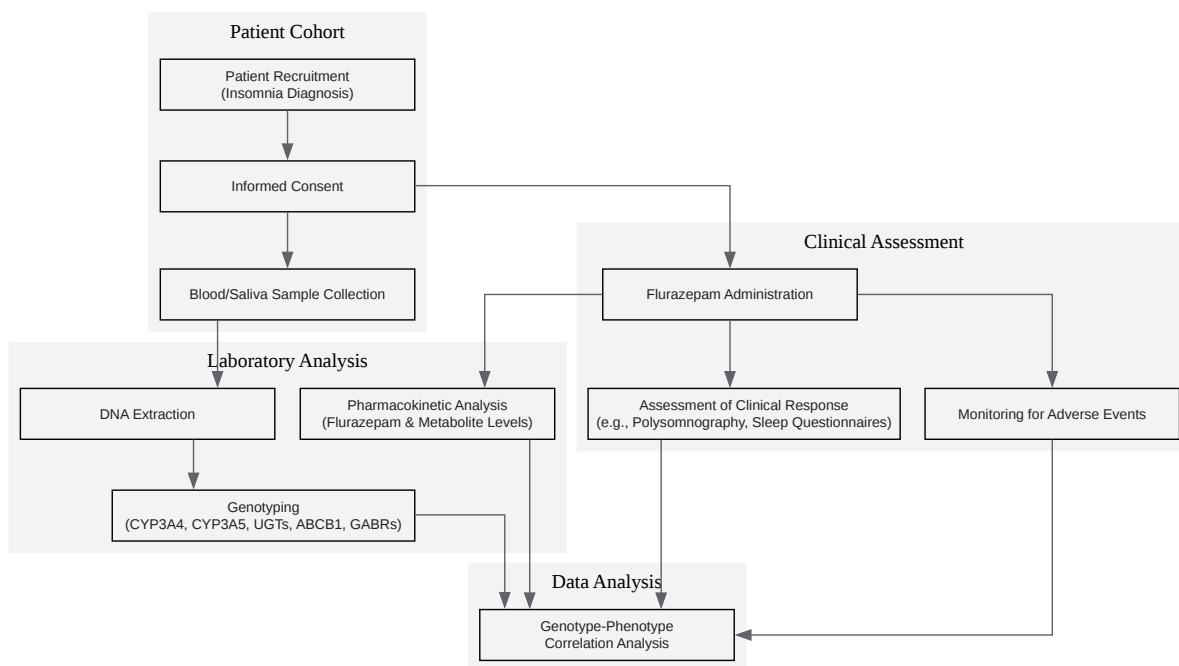 Patient Cohort
Patient Recruitment
(Insomnia Diagnosis)
Informed Consent
Blood/Saliva Sample Collection
Clinical Assessment
Flurazepam Administration
Assessment of Clinical Response
(e.g., Polysomnography, Sleep Questionnaires)
Monitoring for Adverse Events
Laboratory Analysis
DNA Extraction
Pharmacokinetic Analysis
(Flurazepam & Metabolite Levels)
Genotyping
(CYP3A4, CYP3A5, UGTs, ABCB1, GABRs)
Data Analysis
Genotype-Phenotype
Correlation Analysis